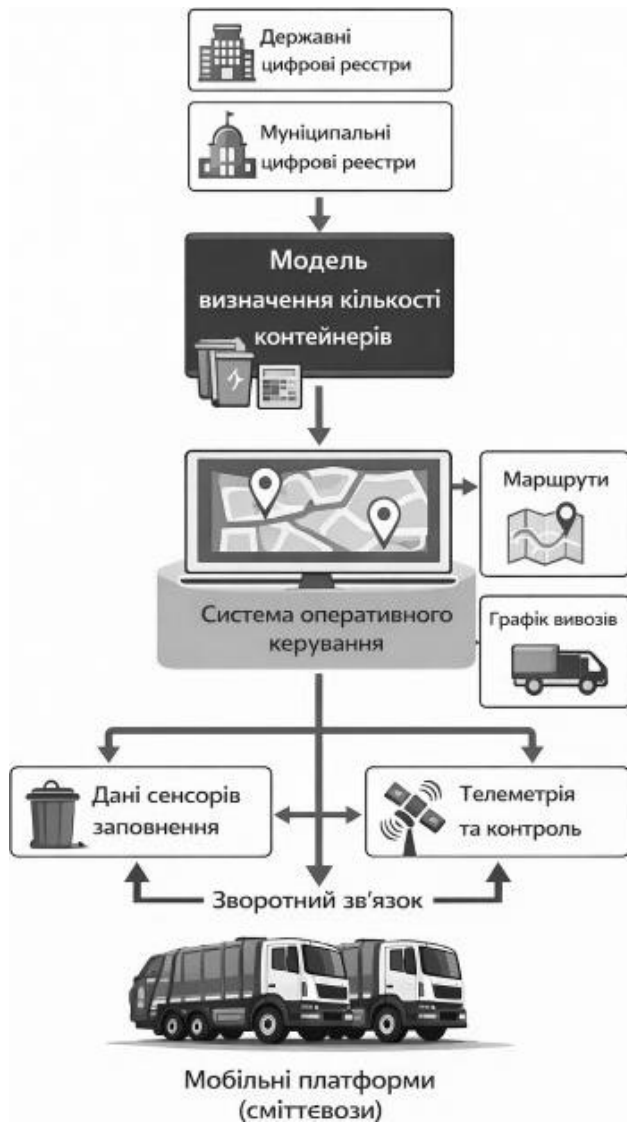 Державні
цифрові реєстри
Муніципальні
цифрові реєстри
Модель
визначення кількості
контейнерів
Маршрути
Система оперативного
керування
Графік вивозів
Дані сенсорів
заповнення
Телеметрія
та контроль
Зворотний зв'язок
Мобільні платформи
(сміттєвози)